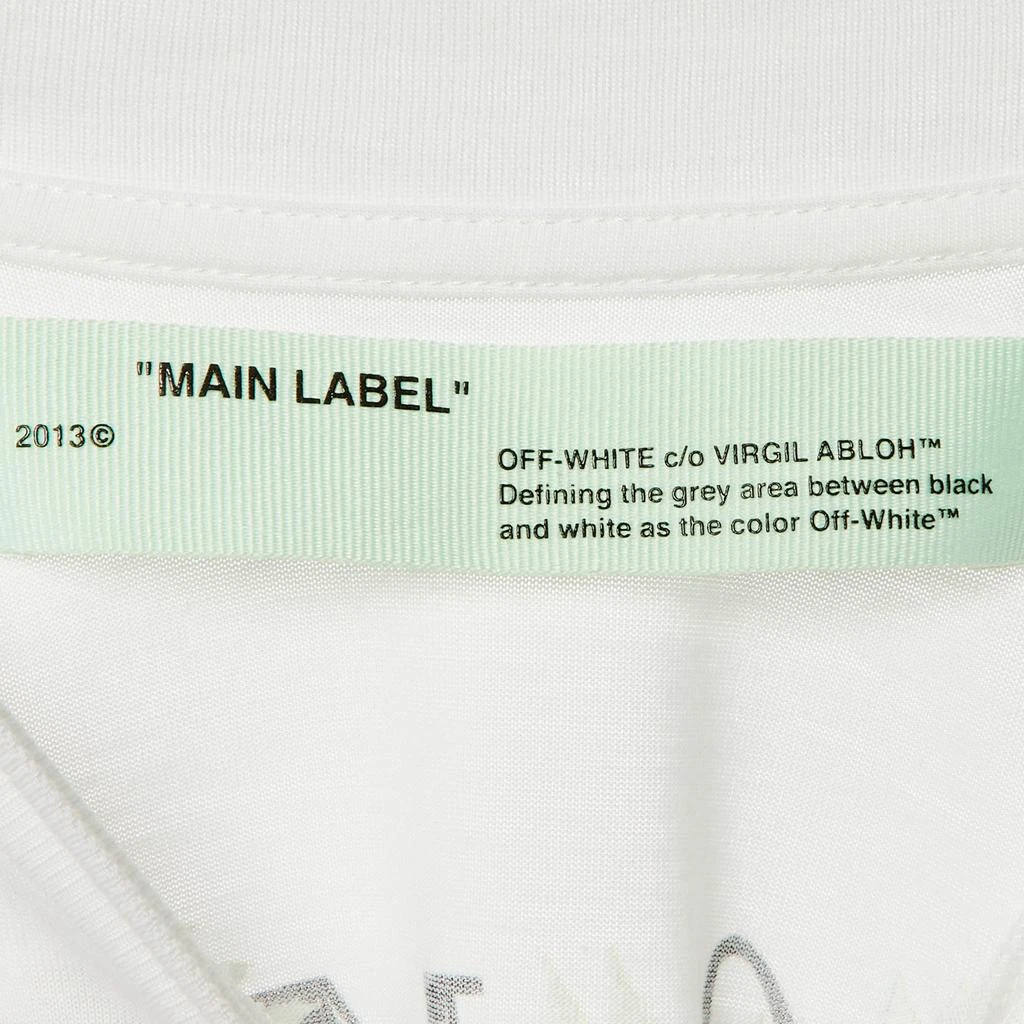 "MAIN LABEL"
2013©
OFF-WHITE c/o VIRGIL ABLOH™
Defining the grey area between black
and white as the color Off-White™